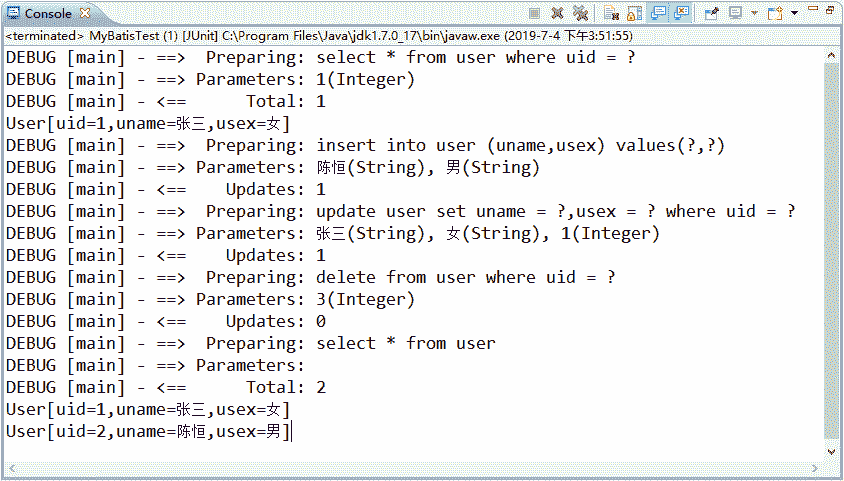 Console
<terminated> MyBatisTest (1) [JUnit] C:\Program Files\Java\jdk1.7.0_17\bin\javaw.exe (2019-7-4 下午3:51:55)
DEBUG [main] - ==>  Preparing: select * from user where uid = ?
DEBUG [main] - ==> Parameters: 1(Integer)
DEBUG [main] - <==      Total: 1
User[uid=1,uname=张三,usex=女]
DEBUG [main] - ==>  Preparing: insert into user (uname,usex) values(?,?)
DEBUG [main] - ==> Parameters: 陈恒(String), 男(String)
DEBUG [main] - <==    Updates: 1
DEBUG [main] - ==>  Preparing: update user set uname = ?,usex = ? where uid = ?
DEBUG [main] - ==> Parameters: 张三(String), 女(String), 1(Integer)
DEBUG [main] - <==    Updates: 1
DEBUG [main] - ==>  Preparing: delete from user where uid = ?
DEBUG [main] - ==> Parameters: 3(Integer)
DEBUG [main] - <==    Updates: 0
DEBUG [main] - ==>  Preparing: select * from user
DEBUG [main] - ==> Parameters:
DEBUG [main] - <==      Total: 2
User[uid=1,uname=张三,usex=女]
User[uid=2,uname=陈恒,usex=男]